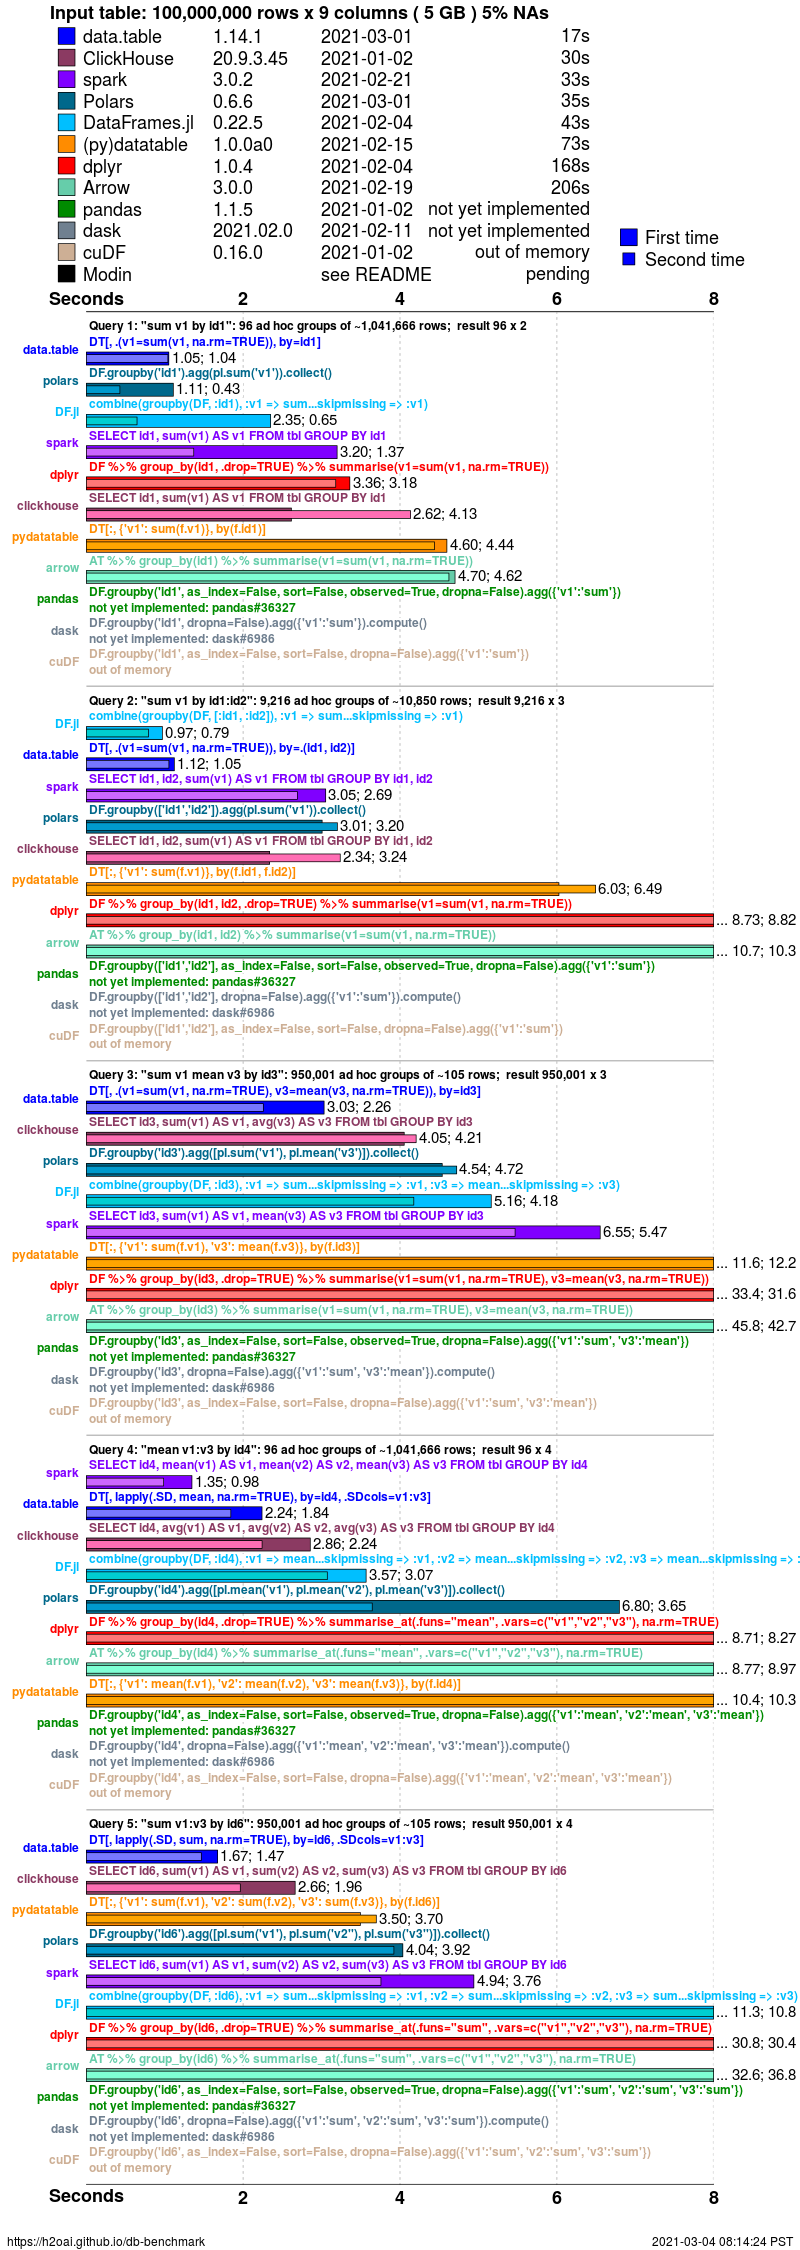 Input table: 100,000,000 rows x 9 columns ( 5 GB ) 5% NAs
data.table 1.14.1 2021-03-01 17s
ClickHouse 20.9.3.45 2021-01-02 30s
spark 3.0.2 2021-02-21 33s
Polars 0.6.6 2021-03-01 35s
DataFrames.jl 0.22.5 2021-02-04 43s
(py)datatable 1.0.0a0 2021-02-15 73s
dplyr 1.0.4 2021-02-04 168s
Arrow 3.0.0 2021-02-19 206s
pandas 1.1.5 2021-01-02 not yet implemented
dask 2021.02.0 2021-02-11 not yet implemented
cuDF 0.16.0 2021-01-02 out of memory
Modin see README pending
First time
Second time
Seconds 2 4 6 8
Query 1: "sum v1 by id1": 96 ad hoc groups of ~1,041,666 rows; result 96 x 2
DT[, .(v1=sum(v1, na.rm=TRUE)), by=id1]
data.table 1.05; 1.04
DF.groupby('id1').agg(pl.sum('v1')).collect()
polars 1.11; 0.43
combine(groupby(DF, :id1), :v1 => sum...skipmissing => :v1)
DF.jl 2.35; 0.65
SELECT id1, sum(v1) AS v1 FROM tbl GROUP BY id1
spark 3.20; 1.37
DF %>% group_by(id1, .drop=TRUE) %>% summarise(v1=sum(v1, na.rm=TRUE))
dplyr 3.36; 3.18
SELECT id1, sum(v1) AS v1 FROM tbl GROUP BY id1
clickhouse 2.62; 4.13
DT[:, {'v1': sum(f.v1)}, by(f.id1)]
pydatatable 4.60; 4.44
AT %>% group_by(id1) %>% summarise(v1=sum(v1, na.rm=TRUE))
arrow 4.70; 4.62
DF.groupby('id1', as_index=False, sort=False, observed=True, dropna=False).agg({'v1':'sum'})
pandas not yet implemented: pandas#36327
DF.groupby('id1', dropna=False).agg({'v1':'sum'}).compute()
dask not yet implemented: dask#6986
DF.groupby('id1', as_index=False, sort=False, dropna=False).agg({'v1':'sum'})
cuDF out of memory
Query 2: "sum v1 by id1:id2": 9,216 ad hoc groups of ~10,850 rows; result 9,216 x 3
combine(groupby(DF, [:id1, :id2]), :v1 => sum...skipmissing => :v1)
DF.jl 0.97; 0.79
DT[, .(v1=sum(v1, na.rm=TRUE)), by=.(id1, id2)]
data.table 1.12; 1.05
SELECT id1, id2, sum(v1) AS v1 FROM tbl GROUP BY id1, id2
spark 3.05; 2.69
DF.groupby(['id1','id2']).agg(pl.sum('v1')).collect()
polars 3.01; 3.20
SELECT id1, id2, sum(v1) AS v1 FROM tbl GROUP BY id1, id2
clickhouse 2.34; 3.24
DT[:, {'v1': sum(f.v1)}, by(f.id1, f.id2)]
pydatatable 6.03; 6.49
DF %>% group_by(id1, id2, .drop=TRUE) %>% summarise(v1=sum(v1, na.rm=TRUE))
dplyr ... 8.73; 8.82
AT %>% group_by(id1, id2) %>% summarise(v1=sum(v1, na.rm=TRUE))
arrow ... 10.7; 10.3
DF.groupby(['id1','id2'], as_index=False, sort=False, observed=True, dropna=False).agg({'v1':'sum'})
pandas not yet implemented: pandas#36327
DF.groupby(['id1','id2'], dropna=False).agg({'v1':'sum'}).compute()
dask not yet implemented: dask#6986
DF.groupby(['id1','id2'], as_index=False, sort=False, dropna=False).agg({'v1':'sum'})
cuDF out of memory
Query 3: "sum v1 mean v3 by id3": 950,001 ad hoc groups of ~105 rows; result 950,001 x 3
DT[, .(v1=sum(v1, na.rm=TRUE), v3=mean(v3, na.rm=TRUE)), by=id3]
data.table 3.03; 2.26
SELECT id3, sum(v1) AS v1, avg(v3) AS v3 FROM tbl GROUP BY id3
clickhouse 4.05; 4.21
DF.groupby('id3').agg([pl.sum('v1'), pl.mean('v3')]).collect()
polars 4.54; 4.72
combine(groupby(DF, :id3), :v1 => sum...skipmissing => :v1, :v3 => mean...skipmissing => :v3)
DF.jl 5.16; 4.18
SELECT id3, sum(v1) AS v1, mean(v3) AS v3 FROM tbl GROUP BY id3
spark 6.55; 5.47
DT[:, {'v1': sum(f.v1), 'v3': mean(f.v3)}, by(f.id3)]
pydatatable ... 11.6; 12.2
DF %>% group_by(id3, .drop=TRUE) %>% summarise(v1=sum(v1, na.rm=TRUE), v3=mean(v3, na.rm=TRUE))
dplyr ... 33.4; 31.6
AT %>% group_by(id3) %>% summarise(v1=sum(v1, na.rm=TRUE), v3=mean(v3, na.rm=TRUE))
arrow ... 45.8; 42.7
DF.groupby('id3', as_index=False, sort=False, observed=True, dropna=False).agg({'v1':'sum', 'v3':'mean'})
pandas not yet implemented: pandas#36327
DF.groupby('id3', dropna=False).agg({'v1':'sum', 'v3':'mean'}).compute()
dask not yet implemented: dask#6986
DF.groupby('id3', as_index=False, sort=False, dropna=False).agg({'v1':'sum', 'v3':'mean'})
cuDF out of memory
Query 4: "mean v1:v3 by id4": 96 ad hoc groups of ~1,041,666 rows; result 96 x 4
SELECT id4, mean(v1) AS v1, mean(v2) AS v2, mean(v3) AS v3 FROM tbl GROUP BY id4
spark 1.35; 0.98
DT[, lapply(.SD, mean, na.rm=TRUE), by=id4, .SDcols=v1:v3]
data.table 2.24; 1.84
SELECT id4, avg(v1) AS v1, avg(v2) AS v2, avg(v3) AS v3 FROM tbl GROUP BY id4
clickhouse 2.86; 2.24
combine(groupby(DF, :id4), :v1 => mean...skipmissing => :v1, :v2 => mean...skipmissing => :v2, :v3 => mean...skipmissing => :
DF.jl 3.57; 3.07
DF.groupby('id4').agg([pl.mean('v1'), pl.mean('v2'), pl.mean('v3')]).collect()
polars 6.80; 3.65
DF %>% group_by(id4, .drop=TRUE) %>% summarise_at(.funs="mean", .vars=c("v1","v2","v3"), na.rm=TRUE)
dplyr ... 8.71; 8.27
AT %>% group_by(id4) %>% summarise_at(.funs="mean", .vars=c("v1","v2","v3"), na.rm=TRUE)
arrow ... 8.77; 8.97
DT[:, {'v1': mean(f.v1), 'v2': mean(f.v2), 'v3': mean(f.v3)}, by(f.id4)]
pydatatable ... 10.4; 10.3
DF.groupby('id4', as_index=False, sort=False, observed=True, dropna=False).agg({'v1':'mean', 'v2':'mean', 'v3':'mean'})
pandas not yet implemented: pandas#36327
DF.groupby('id4', dropna=False).agg({'v1':'mean', 'v2':'mean', 'v3':'mean'}).compute()
dask not yet implemented: dask#6986
DF.groupby('id4', as_index=False, sort=False, dropna=False).agg({'v1':'mean', 'v2':'mean', 'v3':'mean'})
cuDF out of memory
Query 5: "sum v1:v3 by id6": 950,001 ad hoc groups of ~105 rows; result 950,001 x 4
DT[, lapply(.SD, sum, na.rm=TRUE), by=id6, .SDcols=v1:v3]
data.table 1.67; 1.47
SELECT id6, sum(v1) AS v1, sum(v2) AS v2, sum(v3) AS v3 FROM tbl GROUP BY id6
clickhouse 2.66; 1.96
DT[:, {'v1': sum(f.v1), 'v2': sum(f.v2), 'v3': sum(f.v3)}, by(f.id6)]
pydatatable 3.50; 3.70
DF.groupby('id6').agg([pl.sum('v1'), pl.sum('v2''), pl.sum('v3'')]).collect()
polars 4.04; 3.92
SELECT id6, sum(v1) AS v1, sum(v2) AS v2, sum(v3) AS v3 FROM tbl GROUP BY id6
spark 4.94; 3.76
combine(groupby(DF, :id6), :v1 => sum...skipmissing => :v1, :v2 => sum...skipmissing => :v2, :v3 => sum...skipmissing => :v3)
DF.jl ... 11.3; 10.8
DF %>% group_by(id6, .drop=TRUE) %>% summarise_at(.funs="sum", .vars=c("v1","v2","v3"), na.rm=TRUE)
dplyr ... 30.8; 30.4
AT %>% group_by(id6) %>% summarise_at(.funs="sum", .vars=c("v1","v2","v3"), na.rm=TRUE)
arrow ... 32.6; 36.8
DF.groupby('id6', as_index=False, sort=False, observed=True, dropna=False).agg({'v1':'sum', 'v2':'sum', 'v3':'sum'})
pandas not yet implemented: pandas#36327
DF.groupby('id6', dropna=False).agg({'v1':'sum', 'v2':'sum', 'v3':'sum'}).compute()
dask not yet implemented: dask#6986
DF.groupby('id6', as_index=False, sort=False, dropna=False).agg({'v1':'sum', 'v2':'sum', 'v3':'sum'})
cuDF out of memory
Seconds 2 4 6 8
https://h2oai.github.io/db-benchmark 2021-03-04 08:14:24 PST